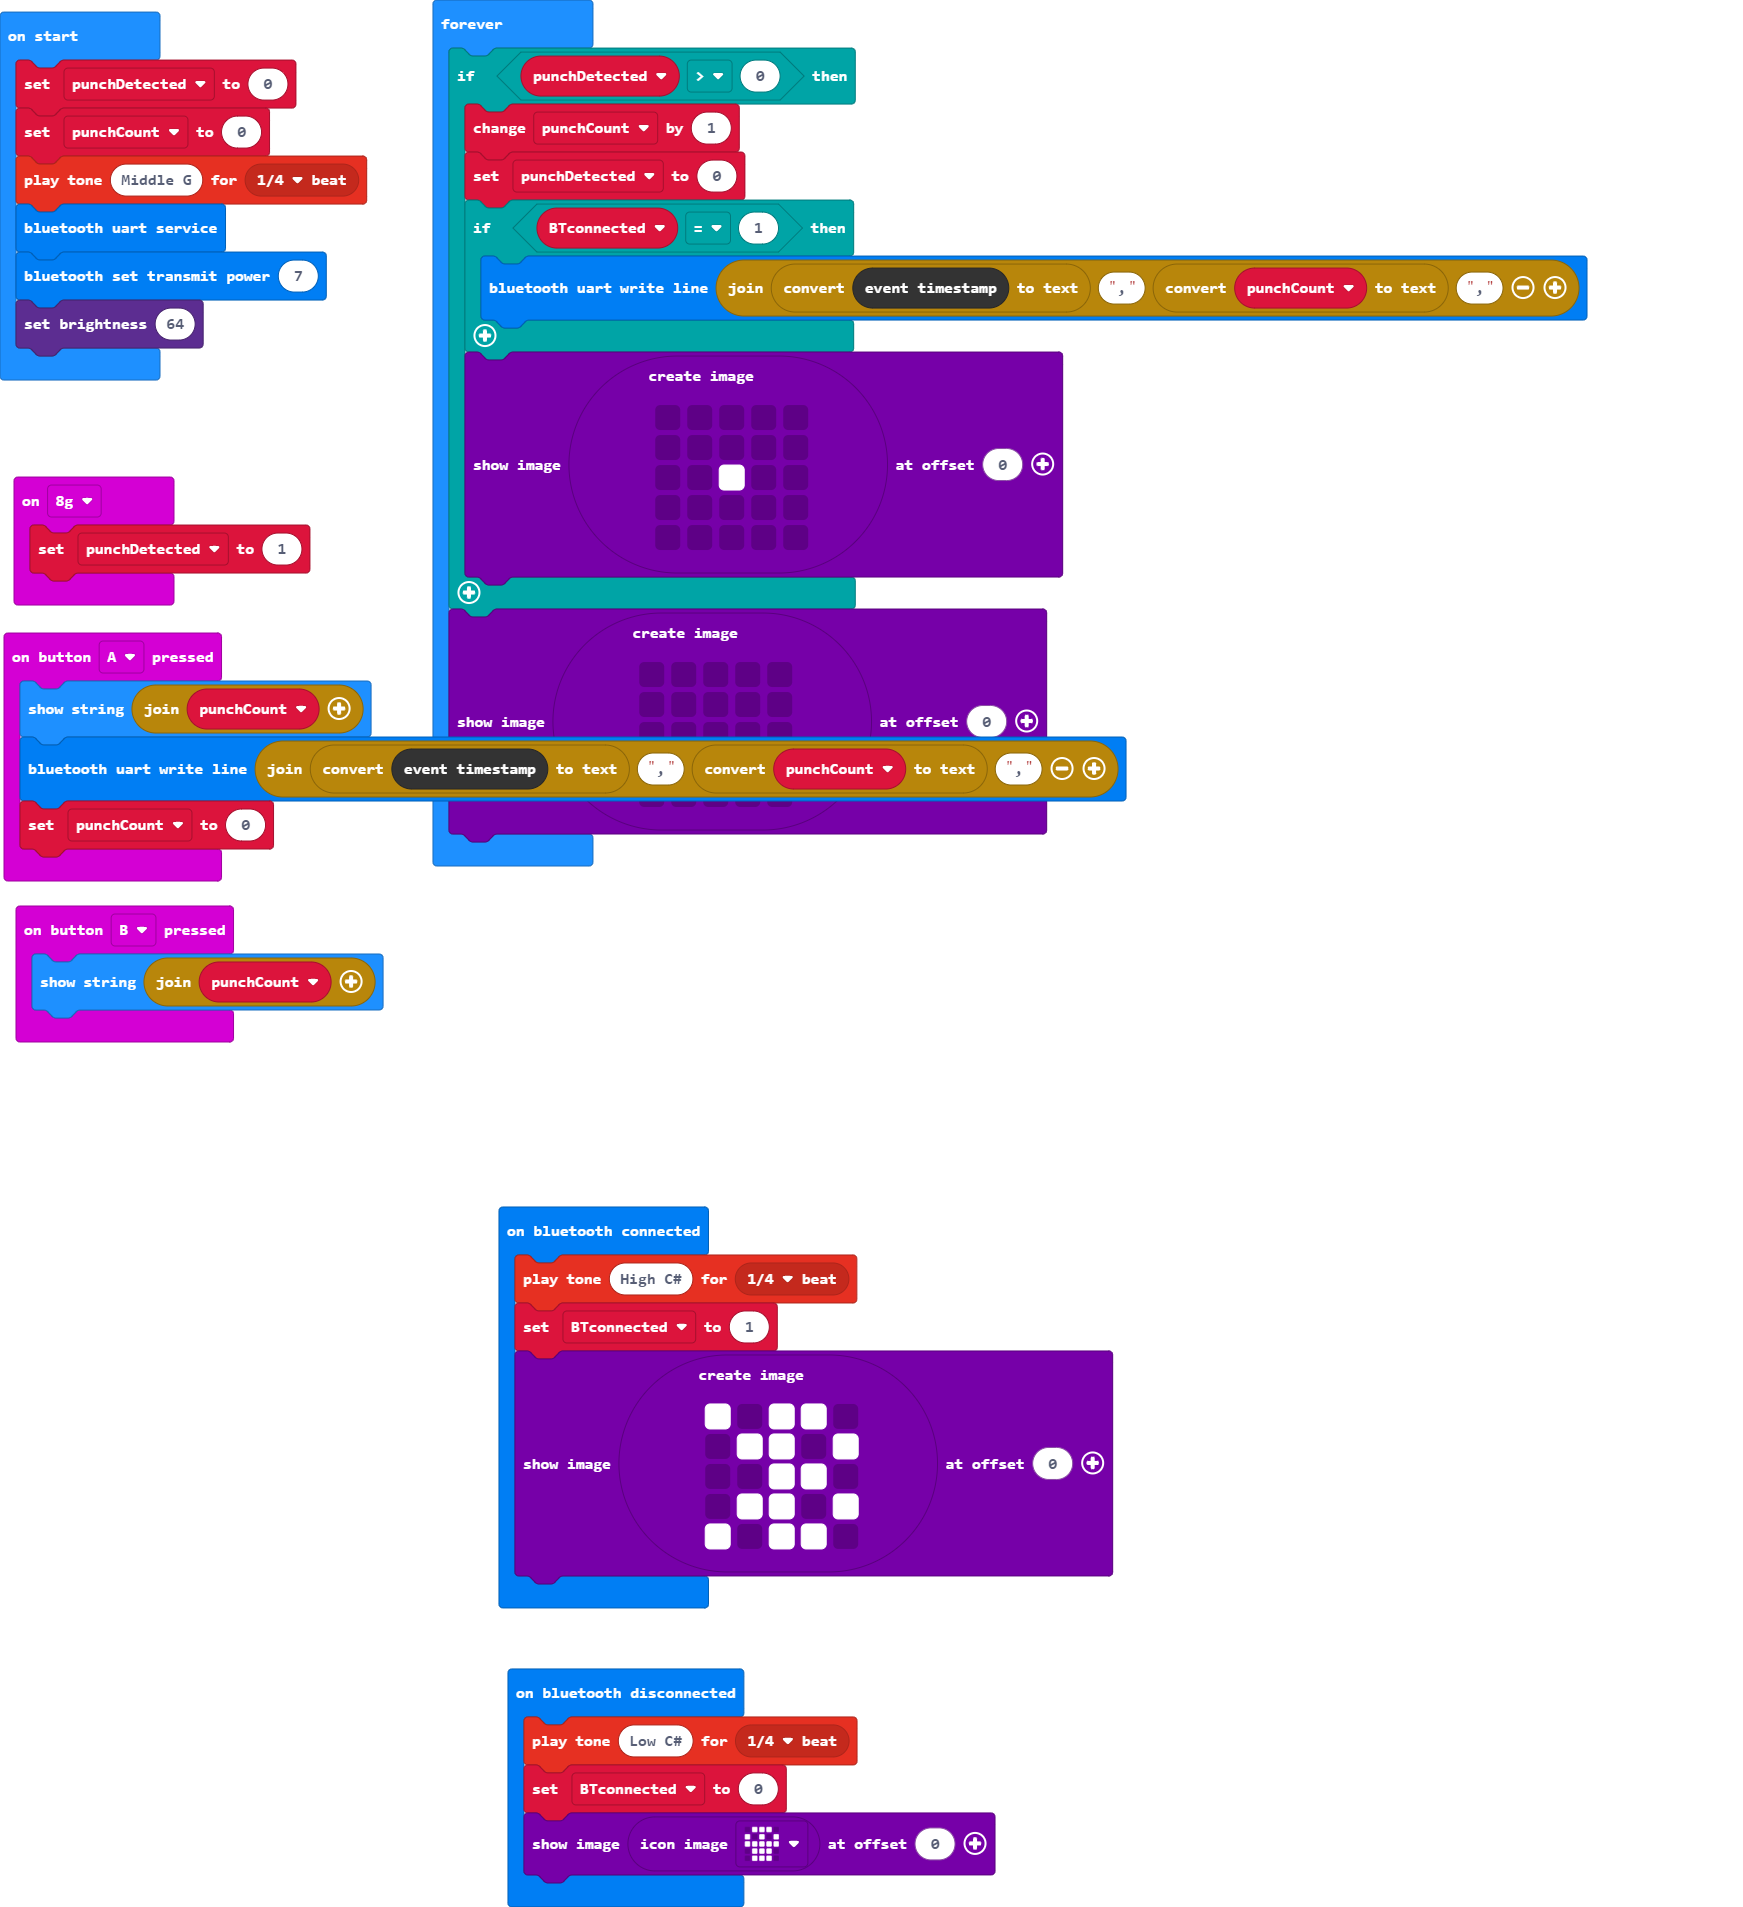 on start
set punchDetected to 0
set punchCount to 0
play tone Middle G for 1/4 beat
bluetooth uart service
bluetooth set transmit power 7
set brightness 64
on 8g
set punchDetected to 1
on button A pressed
show string join punchCount
bluetooth uart write line join convert event timestamp to text "," convert punchCount to text ","
set punchCount to 0
on button B pressed
show string join punchCount
forever
if punchDetected > 0 then
change punchCount by 1
set punchDetected to 0
if BTconnected = 1 then
bluetooth uart write line join convert event timestamp to text "," convert punchCount to text ","
create image
show image at offset 0
create image
show image at offset 0
on bluetooth connected
play tone High C# for 1/4 beat
set BTconnected to 1
create image
show image at offset 0
on bluetooth disconnected
play tone Low C# for 1/4 beat
set BTconnected to 0
show image icon image at offset 0